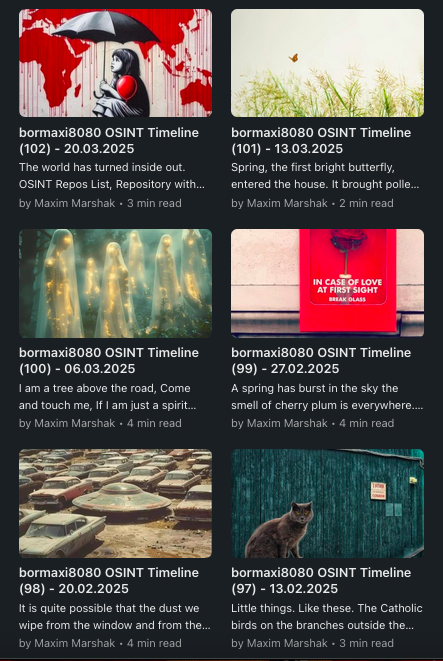 bormaxi8080 OSINT Timeline
(102) - 20.03.2025
The world has turned inside out.
OSINT Repos List, Repository with...
by Maxim Marshak • 3 min read
bormaxi8080 OSINT Timeline
(101) - 13.03.2025
Spring, the first bright butterfly,
entered the house. It brought polle...
by Maxim Marshak • 2 min read
IN CASE OF LOVE
AT FIRST SIGHT
BREAK GLASS
bormaxi8080 OSINT Timeline
(100) - 06.03.2025
I am a tree above the road, Come
and touch me, If I am just a spirit...
by Maxim Marshak • 4 min read
bormaxi8080 OSINT Timeline
(99) - 27.02.2025
A spring has burst in the sky the
smell of cherry plum is everywhere....
by Maxim Marshak • 4 min read
bormaxi8080 OSINT Timeline
(98) - 20.02.2025
It is quite possible that the dust we
wipe from the window and from the...
by Maxim Marshak • 4 min read
bormaxi8080 OSINT Timeline
(97) - 13.02.2025
Little things. Like these. The Catholic
birds on the branches outside the...
by Maxim Marshak • 3 min read